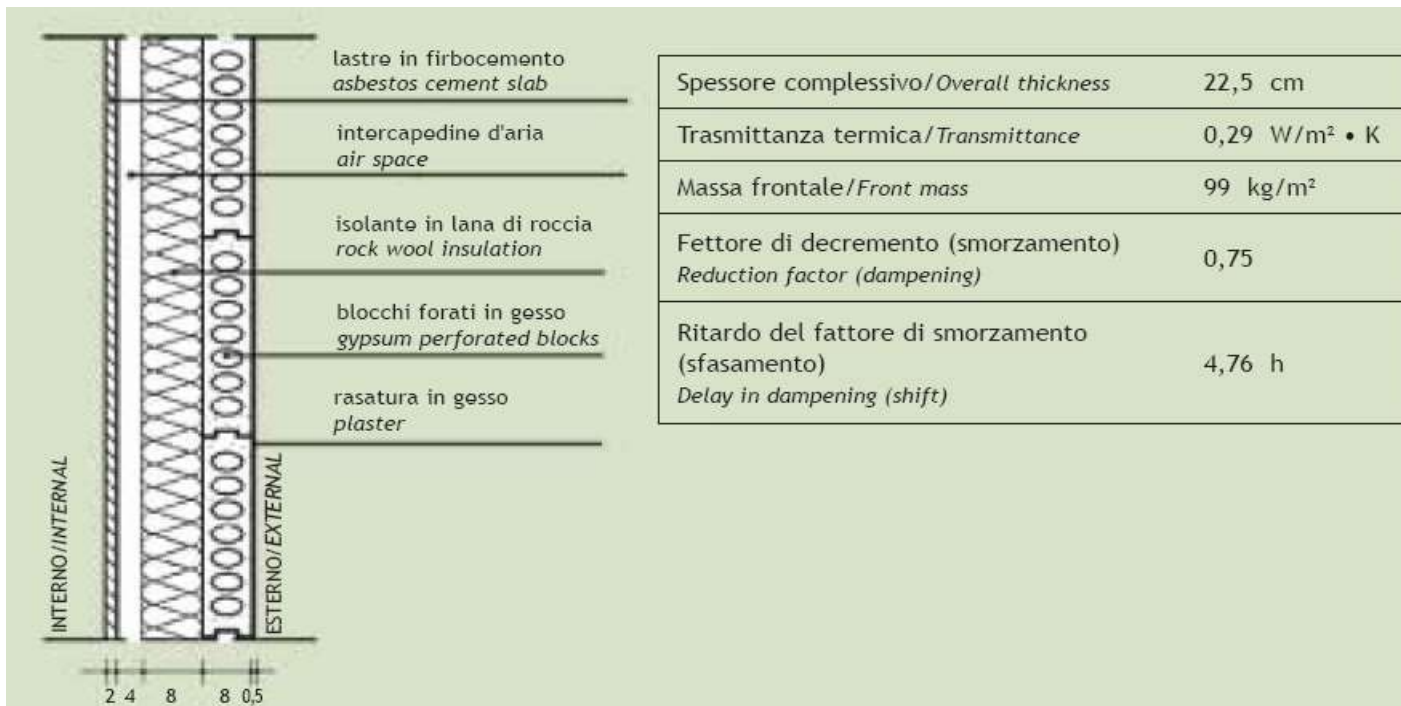 lastre in firbocemento
asbestos cement slab
intercapedine d'aria
air space
isolante in lana di roccia
rock wool insulation
blocchi forati in gesso
gypsum perforated blocks
rasatura in gesso
plaster
INTERNO/INTERNAL
ESTERNO/EXTERNAL
2 4 8 8 0,5
Spessore complessivo/Overall thickness 22,5 cm
Trasmittanza termica/Transmittance 0,29 W/m² • K
Massa frontale/Front mass 99 kg/m²
Fettore di decremento (smorzamento)
Reduction factor (dampening)
0,75
Ritardo del fattore di smorzamento
(sfasamento)
Delay in dampening (shift)
4,76 h